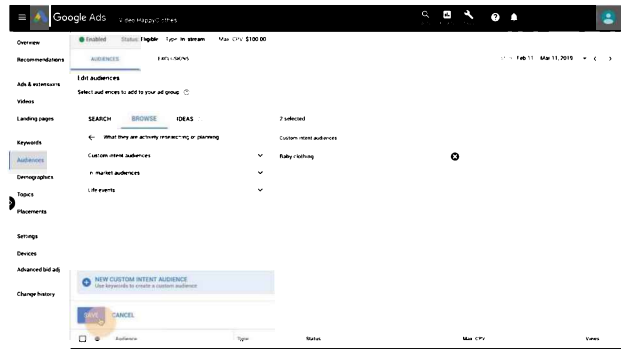 Google Ads Video HappyClothes
Enabled Status: Eligible Type: In-stream Max. CPV: $100.00
Overview
Recommendations
Ads & extensions
Videos
Landing pages
Keywords
Audiences
Demographics
Topics
Placements
Settings
Devices
Advanced bid adj
Change history
AUDIENCES EXCLUSIONS
Feb 11 Mar 11, 2019
Edit audiences
Select audiences to add to your ad group
SEARCH BROWSE IDEAS
What they are actively researching or planning
Custom intent audiences
In-market audiences
Life events
2 selected
Custom intent audiences
Baby clothing
NEW CUSTOM INTENT AUDIENCE
Use keywords to create a custom audience
SAVE CANCEL
Audience Type Status Max. CPV Views